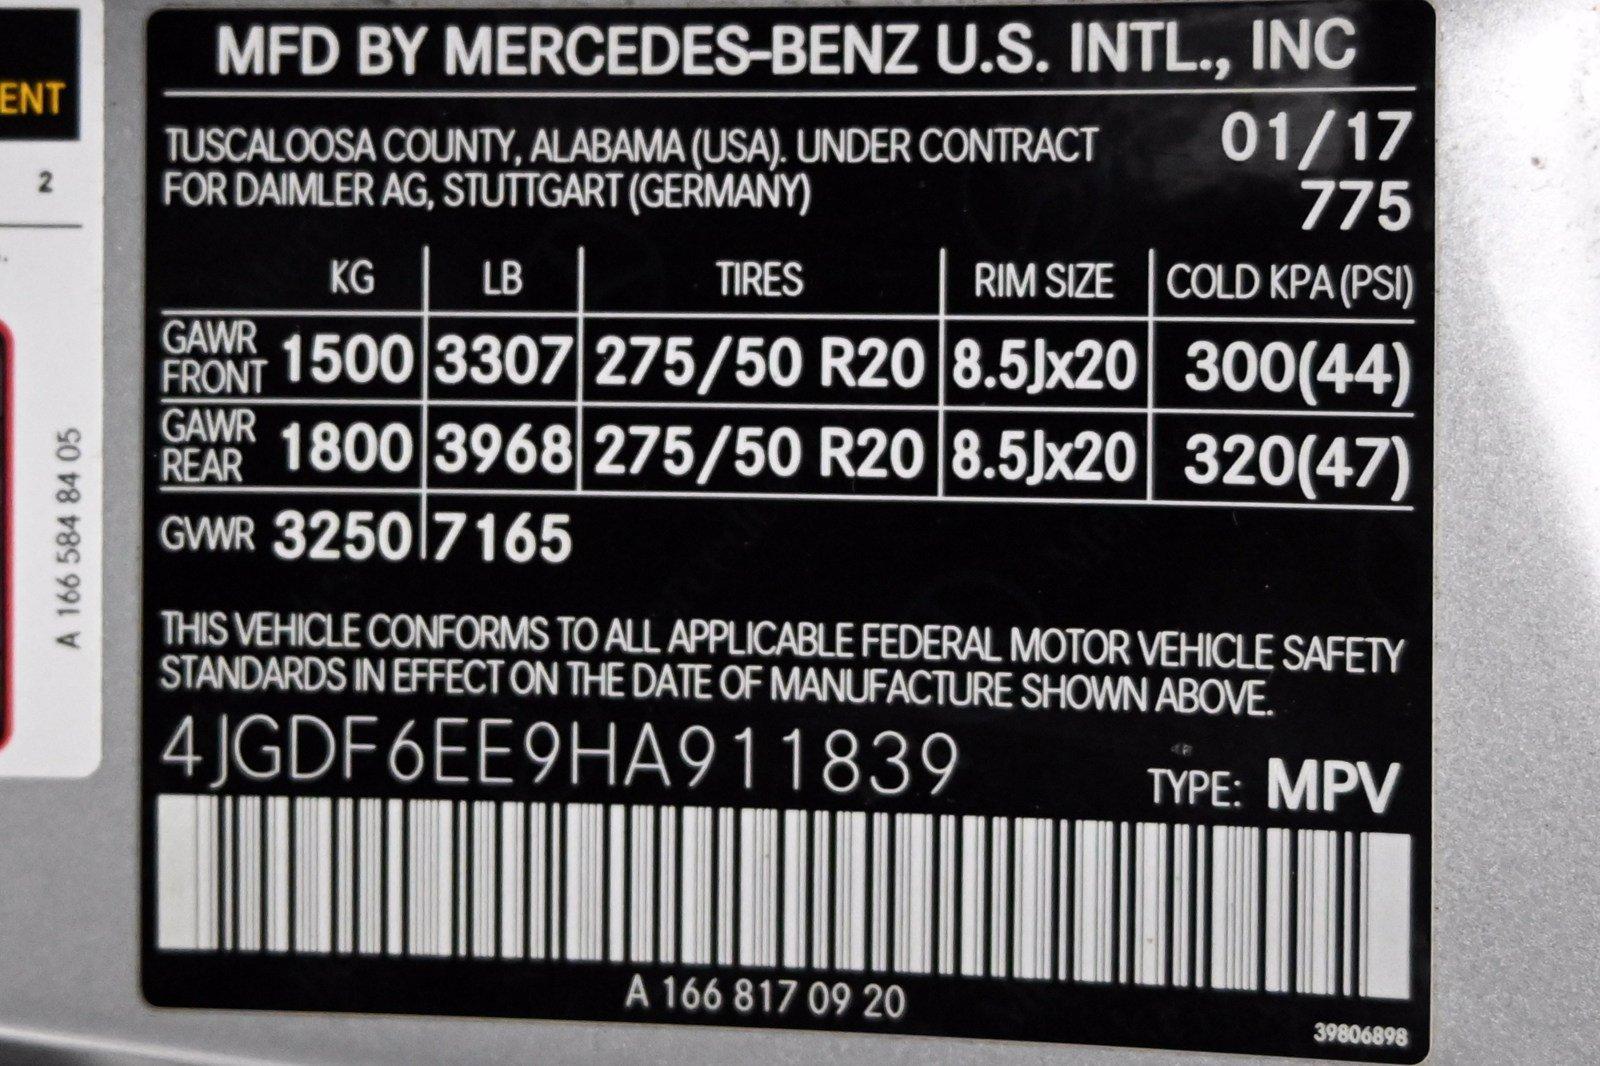 MFD BY MERCEDES-BENZ U.S. INTL., INC
TUSCALOOSA COUNTY, ALABAMA (USA). UNDER CONTRACT
FOR DAIMLER AG, STUTTGART (GERMANY)
01/17
775
KG LB TIRES RIM SIZE COLD KPA (PSI)
GAWR FRONT 1500 3307 275/50 R20 8.5Jx20 300(44)
GAWR REAR 1800 3968 275/50 R20 8.5Jx20 320(47)
GVWR 3250 7165
THIS VEHICLE CONFORMS TO ALL APPLICABLE FEDERAL MOTOR VEHICLE SAFETY
STANDARDS IN EFFECT ON THE DATE OF MANUFACTURE SHOWN ABOVE.
4JGDF6EE9HA911839
TYPE: MPV
A 166 817 09 20
39806898
ENT
2
A 166 584 84 05